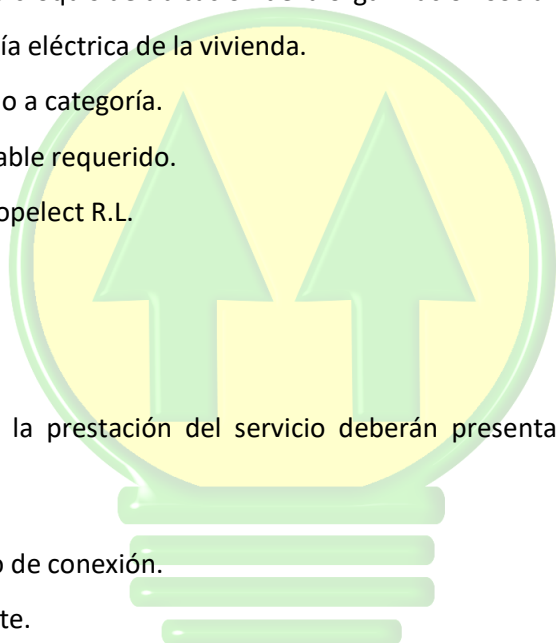 ía eléctrica de la vivienda.
o a categoría.
able requerido.
opelect R.L.
la prestación del servicio deberán presenta
o de conexión.
te.